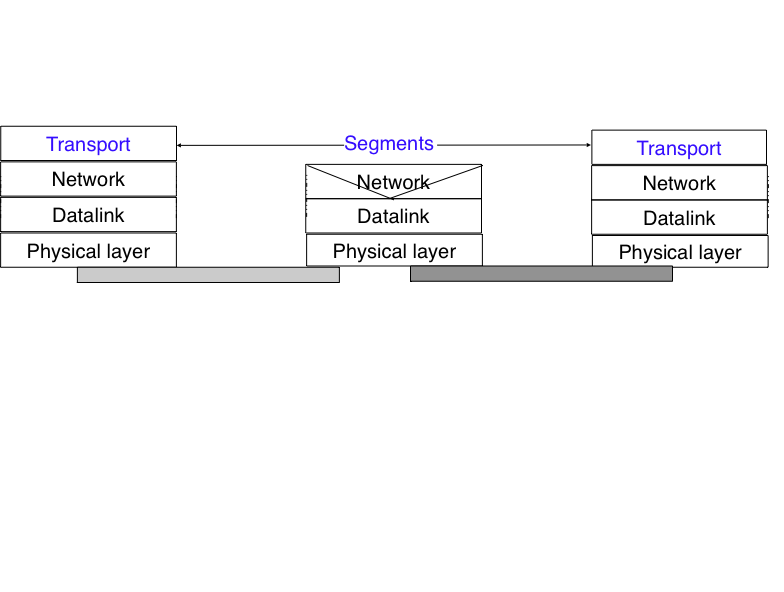 Transport
Segments
Transport
Network
Network
Network
Datalink
Datalink
Datalink
Physical layer
Physical layer
Physical layer